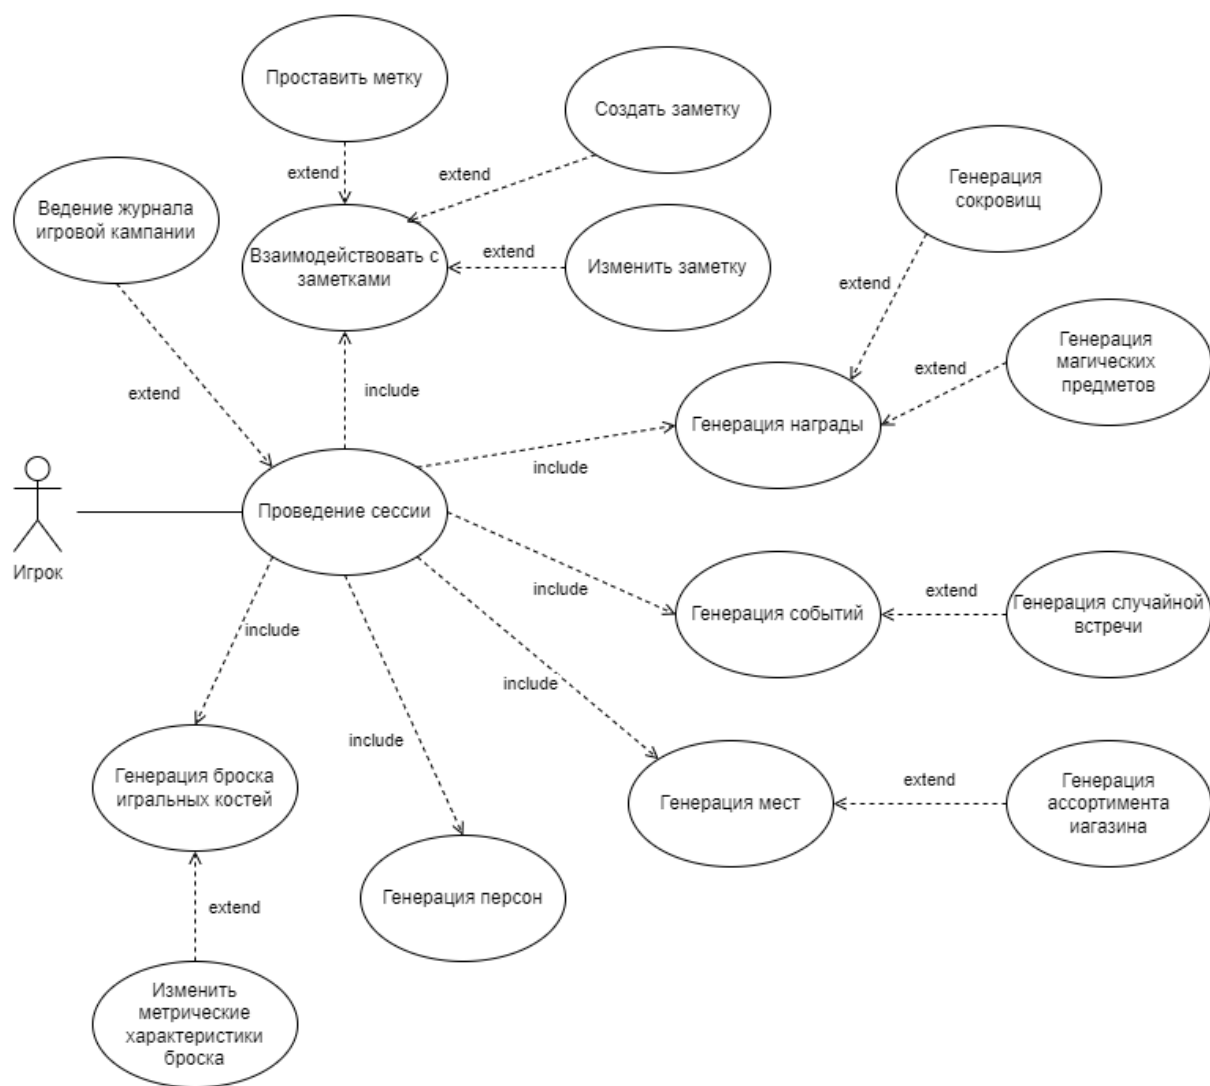 Проставить метку
Создать заметку
extend
extend
Генерация
сокровищ
Ведение журнала
игровой кампании
Взаимодействовать с
заметками
extend
Изменить заметку
extend
Генерация
магических
предметов
extend
extend
include
Генерация награды
include
Проведение сессии
Игрок
include
Генерация событий
extend
Генерация случайной
встречи
include
include
include
Генерация броска
игральных костей
Генерация мест
extend
Генерация
ассортимента
иагазина
Генерация персон
extend
Изменить
метрические
характеристики
броска